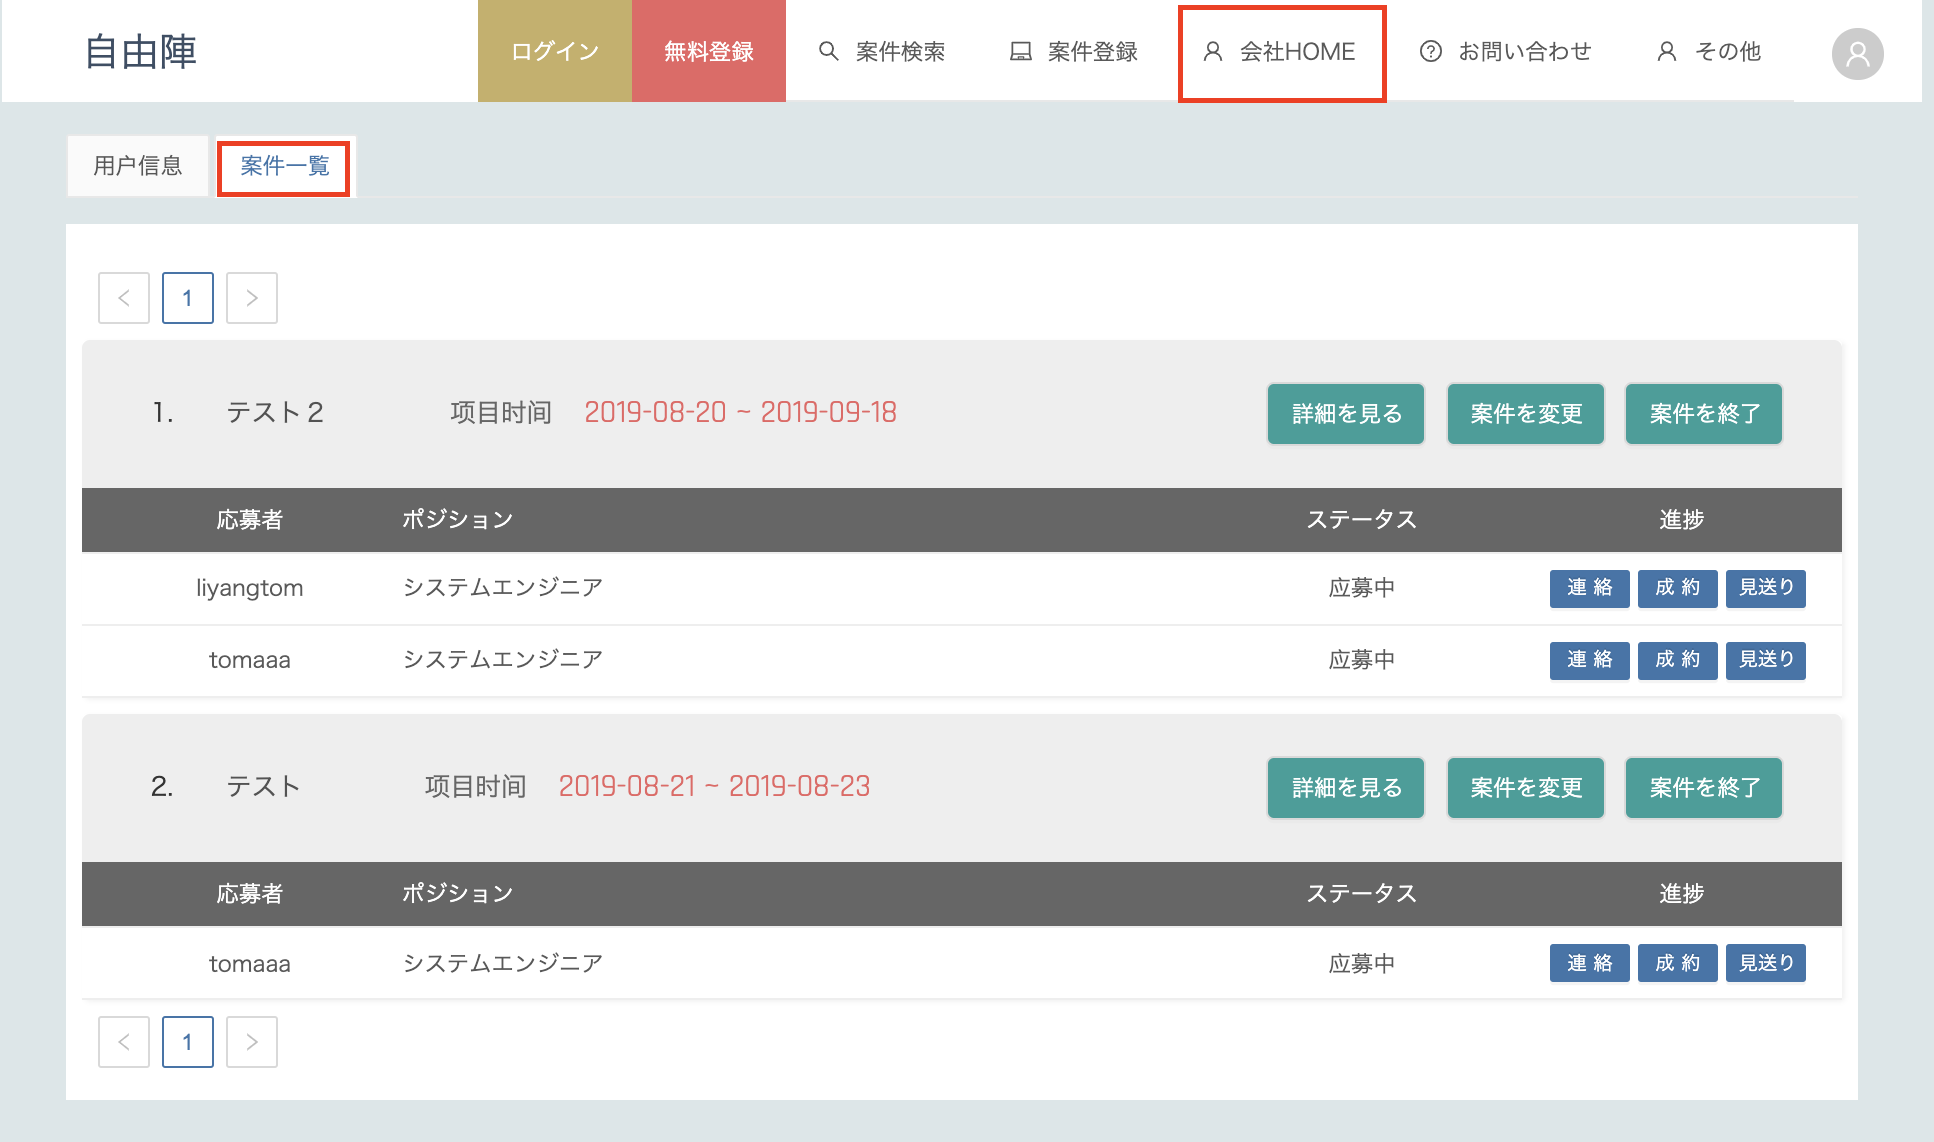 自由陣
ログイン 無料登録 案件検索 案件登録 会社HOME お問い合わせ その他
用户信息 案件一覧
< 1 >
1. テスト２ 项目时间 2019-08-20 ~ 2019-09-18 詳細を見る 案件を変更 案件を終了
応募者 ポジション ステータス 進捗
liyangtom システムエンジニア 应募中 連 絡 成 約 見送り
tomaaa システムエンジニア 应募中 連 絡 成 約 見送り
2. テスト 项目时间 2019-08-21 ~ 2019-08-23 詳細を見る 案件を変更 案件を終了
応募者 ポジション ステータス 進捗
tomaaa システムエンジニア 应募中 連 絡 成 約 見送り
< 1 >